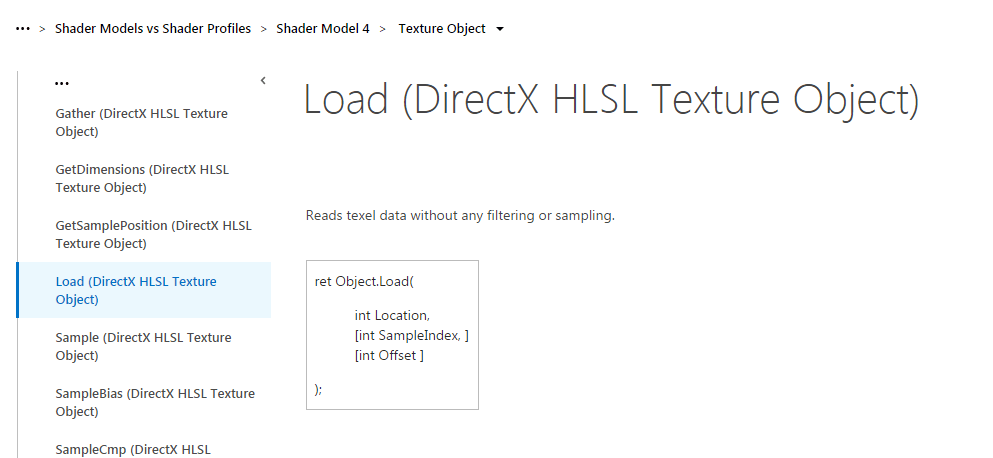 ••• > Shader Models vs Shader Profiles > Shader Model 4 > Texture Object
•••
Gather (DirectX HLSL Texture
Object)
GetDimensions (DirectX HLSL
Texture Object)
GetSamplePosition (DirectX HLSL
Texture Object)
Load (DirectX HLSL Texture
Object)
Sample (DirectX HLSL Texture
Object)
SampleBias (DirectX HLSL Texture
Object)
SampleCmp (DirectX HLSL
Load (DirectX HLSL Texture Object)
Reads texel data without any filtering or sampling.
ret Object.Load(
int Location,
[int SampleIndex, ]
[int Offset ]
);